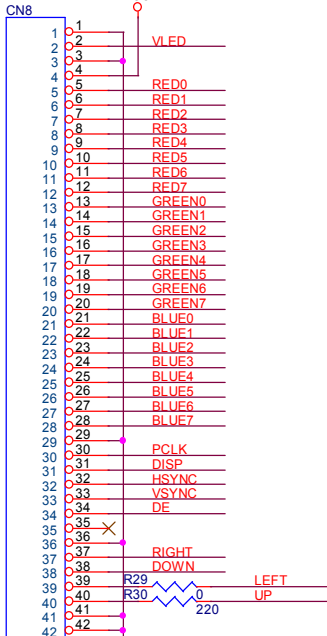 CN8
1 1
2 2 VLED
3 3
4 4
5 5 RED0
6 6 RED1
7 7 RED2
8 8 RED3
9 9 RED4
10 10 RED5
11 11 RED6
12 12 RED7
13 13 GREEN0
14 14 GREEN1
15 15 GREEN2
16 16 GREEN3
17 17 GREEN4
18 18 GREEN5
19 19 GREEN6
20 20 GREEN7
21 21 BLUE0
22 22 BLUE1
23 23 BLUE2
24 24 BLUE3
25 25 BLUE4
26 26 BLUE5
27 27 BLUE6
28 28 BLUE7
29 29
30 30 PCLK
31 31 DISP
32 32 HSYNC
33 33 VSYNC
34 34 DE
35 35
36 36
37 37 RIGHT
38 38 DOWN
39 39 R29 LEFT
40 40 R30 0 UP
220
41 41
42 42